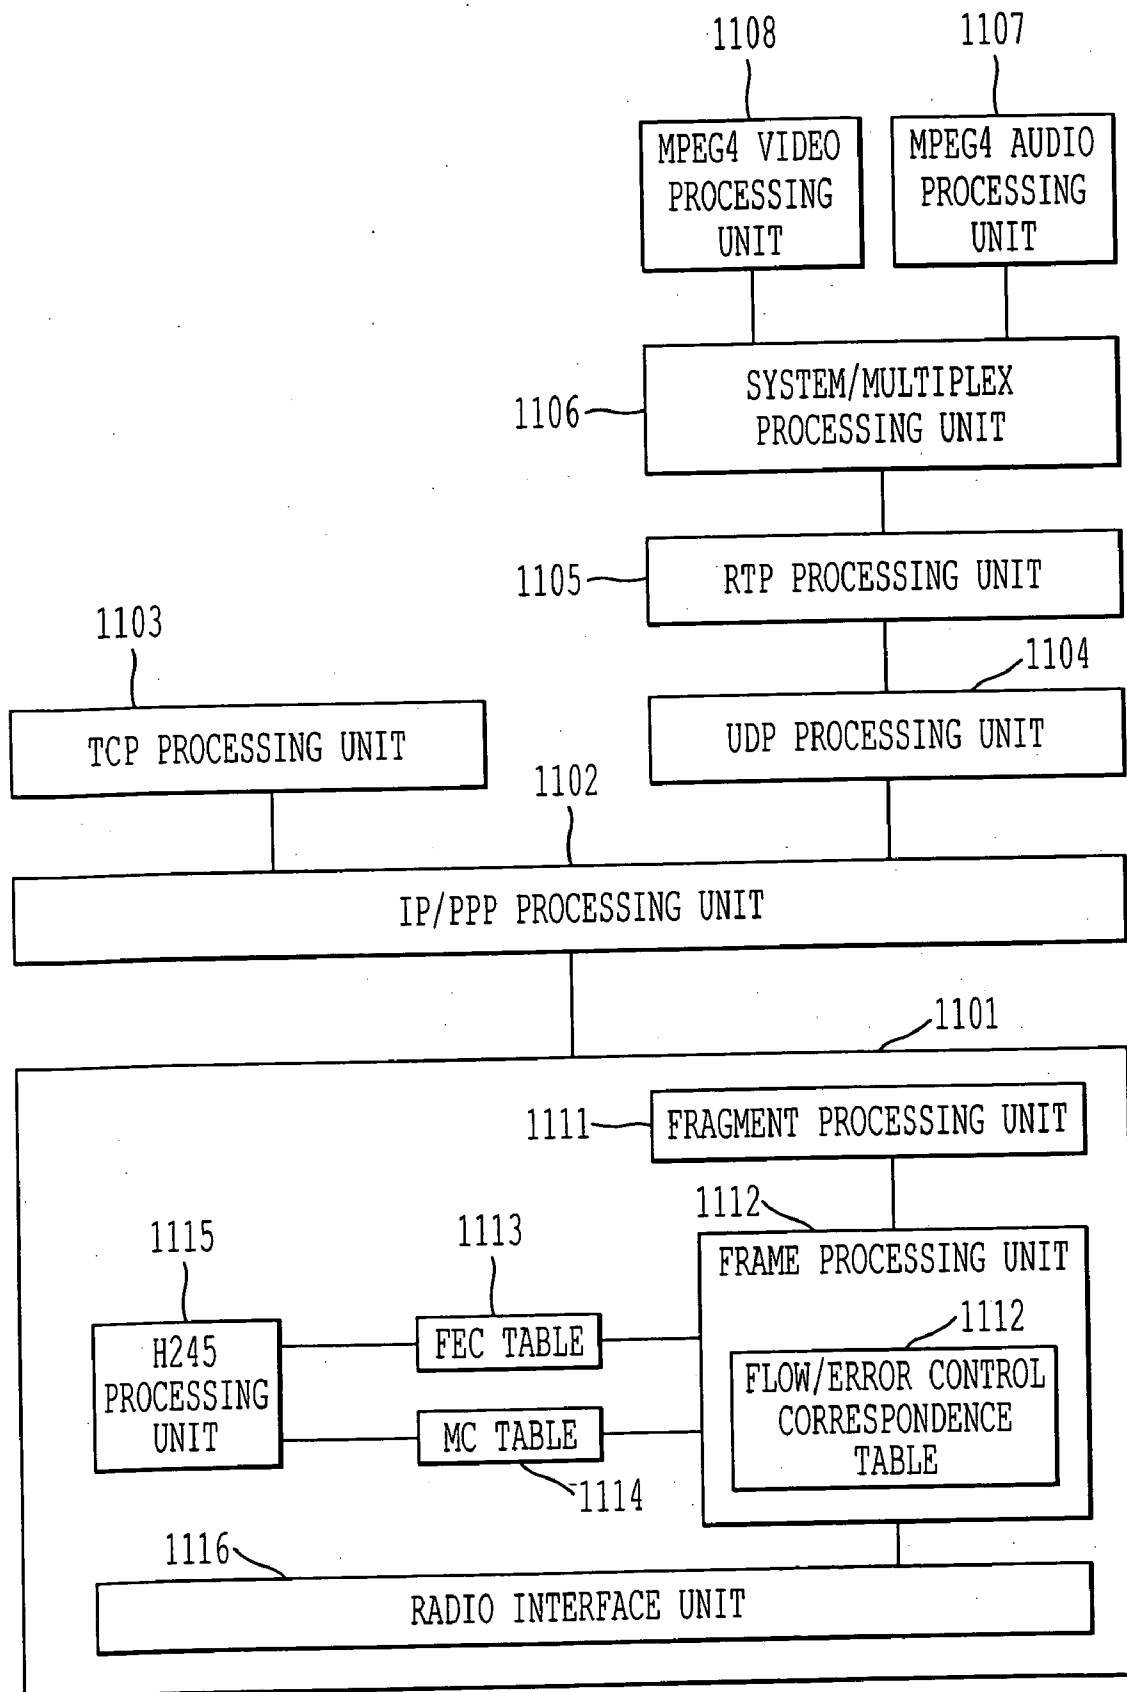 1108
1107
MPEG4 VIDEO
PROCESSING
UNIT
MPEG4 AUDIO
PROCESSING
UNIT
1106
SYSTEM/MULTIPLEX
PROCESSING UNIT
1105
RTP PROCESSING UNIT
1103
1104
TCP PROCESSING UNIT
UDP PROCESSING UNIT
1102
IP/PPP PROCESSING UNIT
1101
1111
FRAGMENT PROCESSING UNIT
1112
FRAME PROCESSING UNIT
1115
1113
H245
PROCESSING
UNIT
FEC TABLE
1112
FLOW/ERROR CONTROL
CORRESPONDENCE
TABLE
MC TABLE
1114
1116
RADIO INTERFACE UNIT